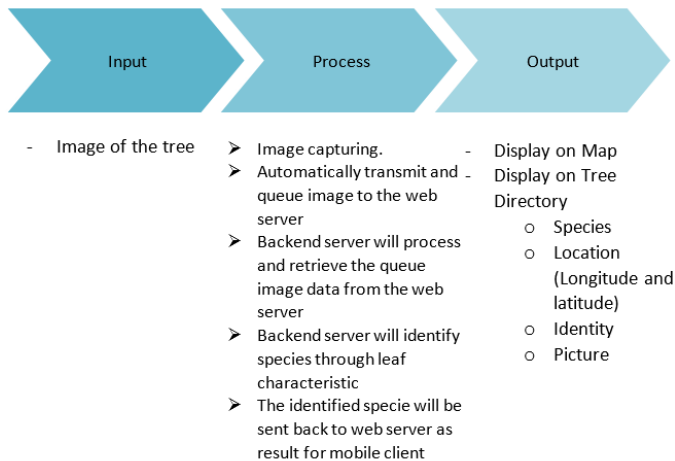 Input
Process
Output
- Image of the tree
➢ Image capturing.
➢ Automatically transmit and
queue image to the web
server
➢ Backend server will process
and retrieve the queue
image data from the web
server
➢ Backend server will identify
species through leaf
characteristic
➢ The identified specie will be
sent back to web server as
result for mobile client
- Display on Map
- Display on Tree
Directory
o Species
o Location
(Longitude and
latitude)
o Identity
o Picture